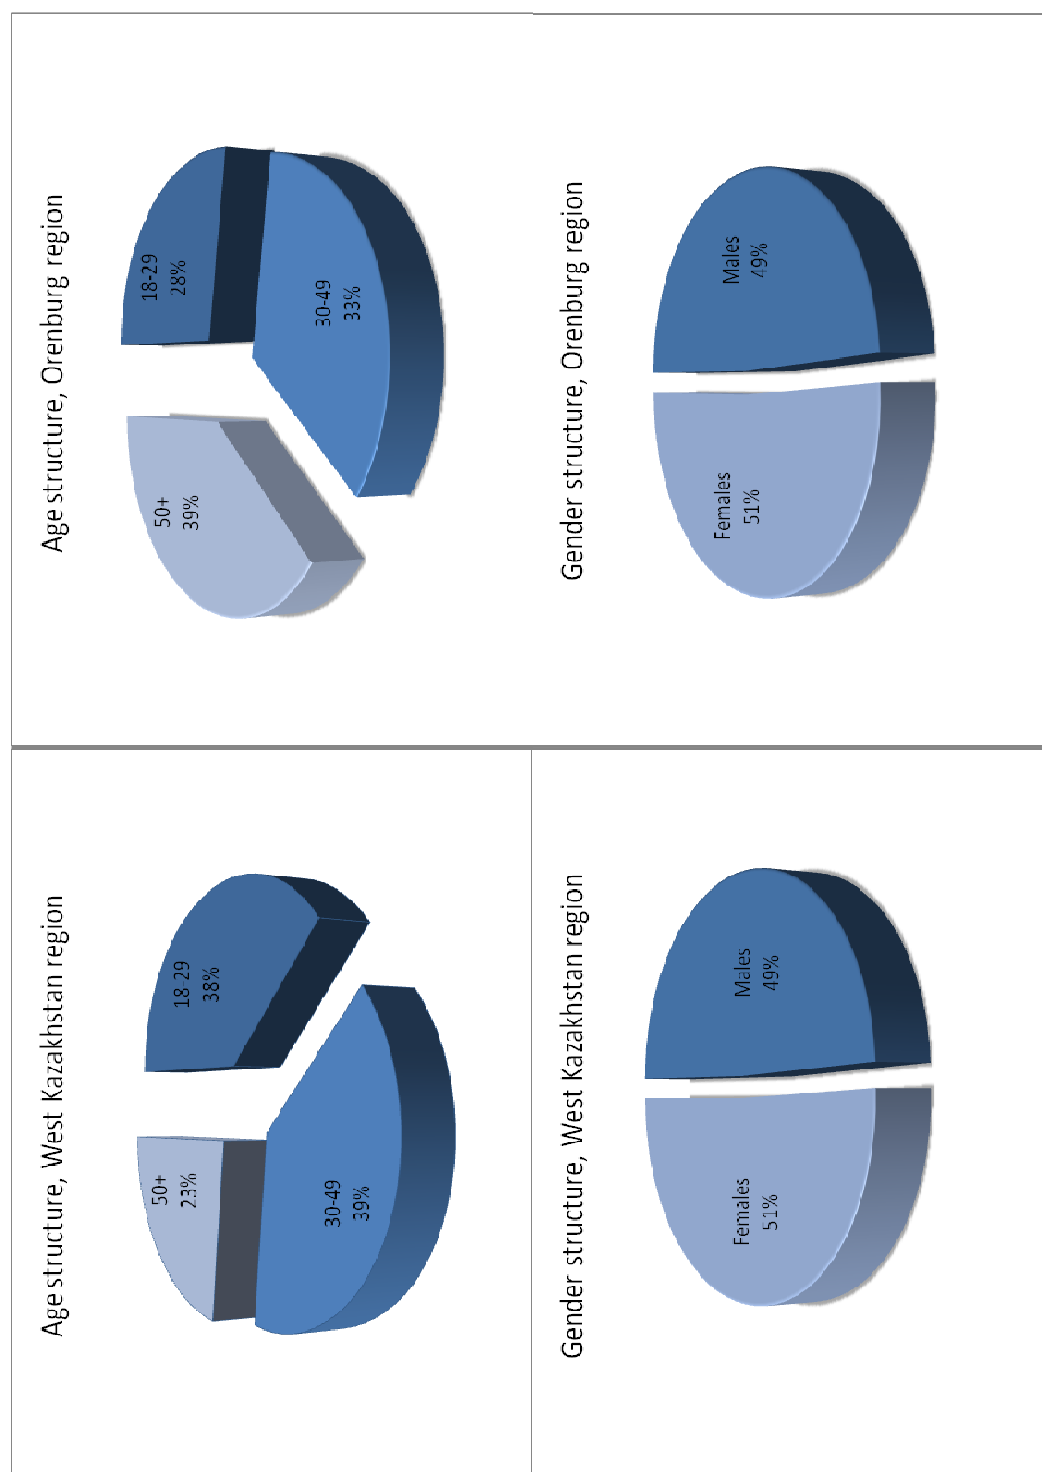 Age structure, West Kazakhstan region
50+
23%
18-29
38%
30-49
39%
Age structure, Orenburg region
50+
39%
18-29
28%
30-49
33%
Gender structure, West Kazakhstan region
Females
51%
Males
49%
Gender structure, Orenburg region
Females
51%
Males
49%